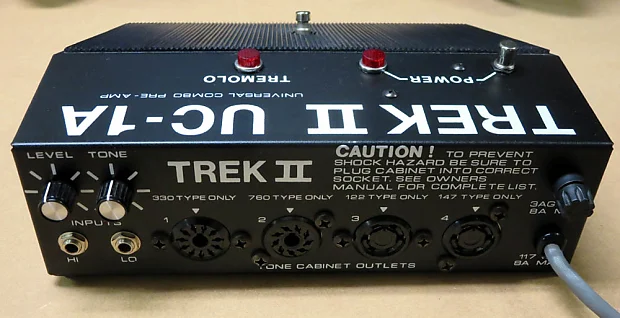 TREMOLO
POWER
UNIVERSAL COMBO PRE-AMP
TREK II UC-1A
LEVEL TONE
TREK II
CAUTION! TO PREVENT
SHOCK HAZARD BE SURE TO
PLUG CABINET INTO CORRECT
SOCKET. SEE OWNERS
MANUAL FOR COMPLETE LIST.
330 TYPE ONLY 760 TYPE ONLY 122 TYPE ONLY 147 TYPE ONLY
3AG
8A
INPUTS
1 2 3 4
HI LO
TONE CABINET OUTLETS
117
8A